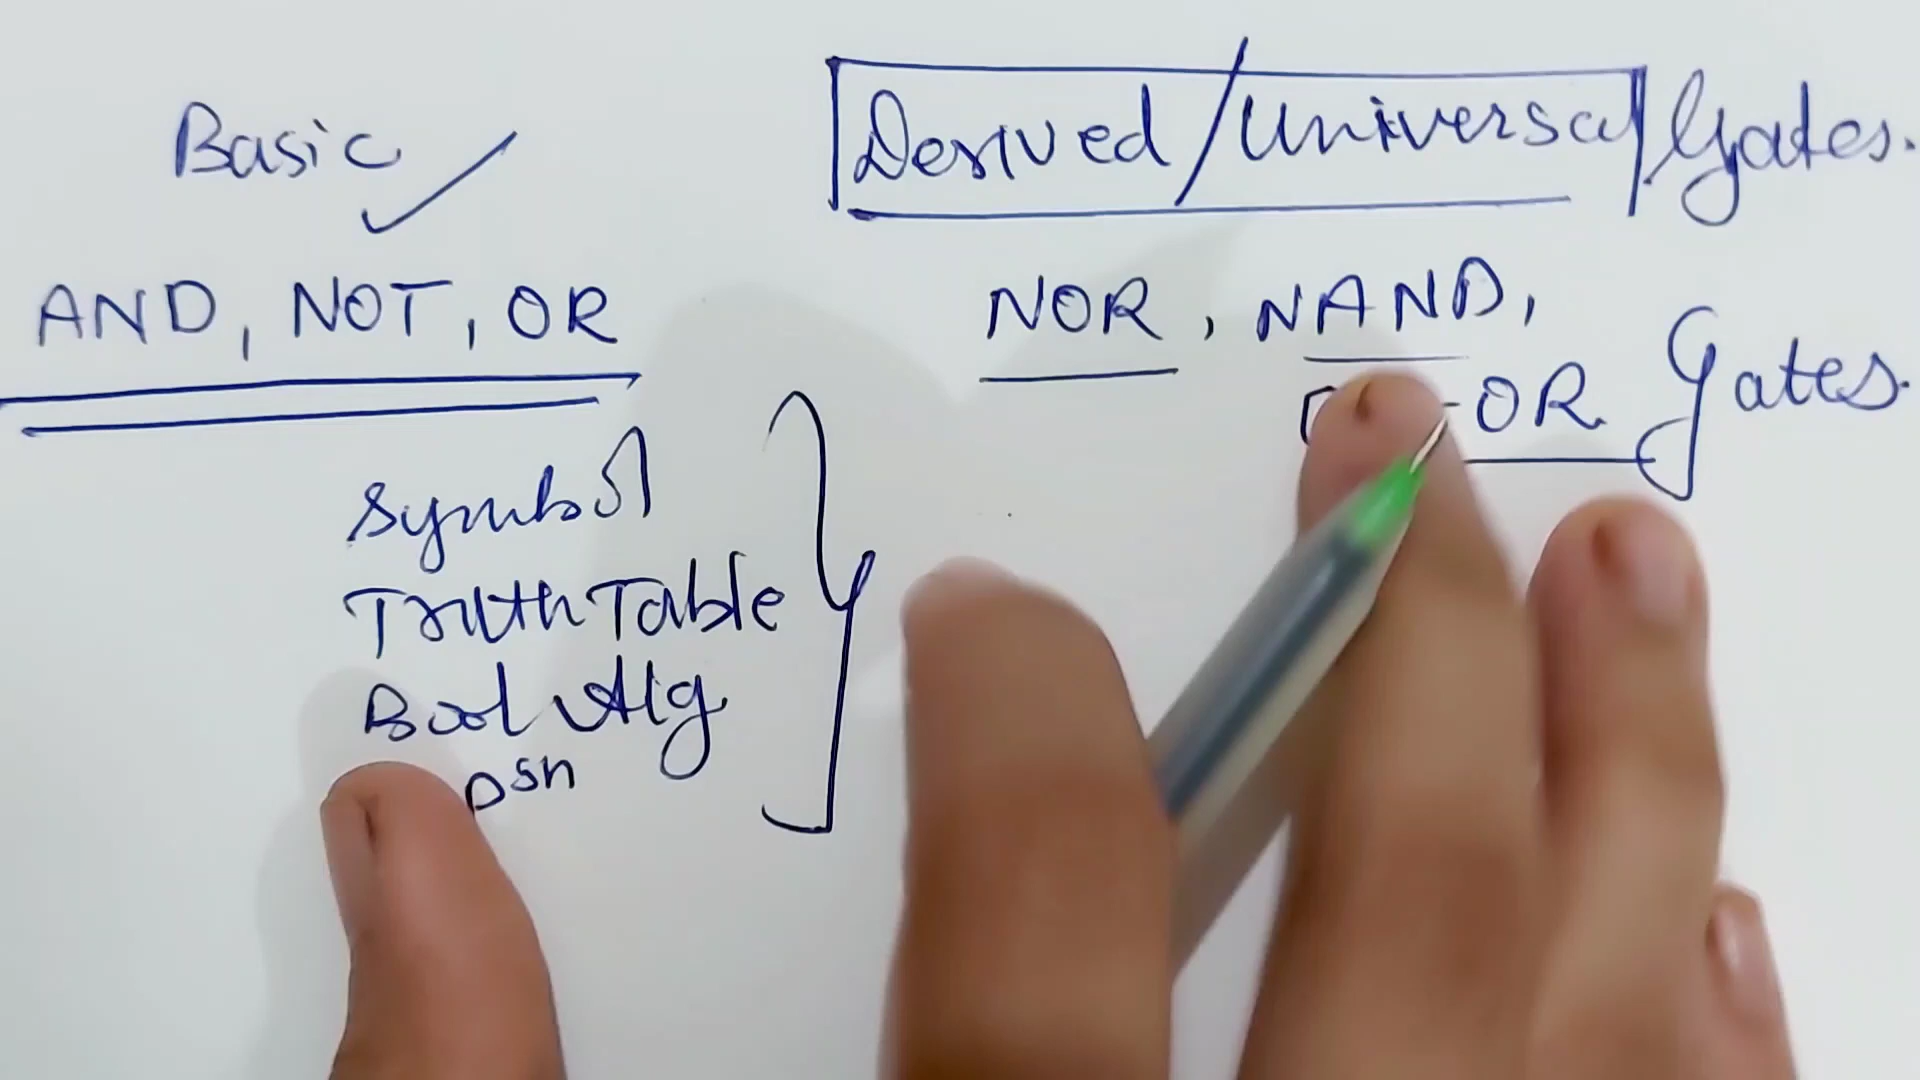 Basic
Derived/Universal Gates.
AND, NOT, OR
NOR, NAND,
-OR Gates.
Symbol
Truth Table
Bool Alg